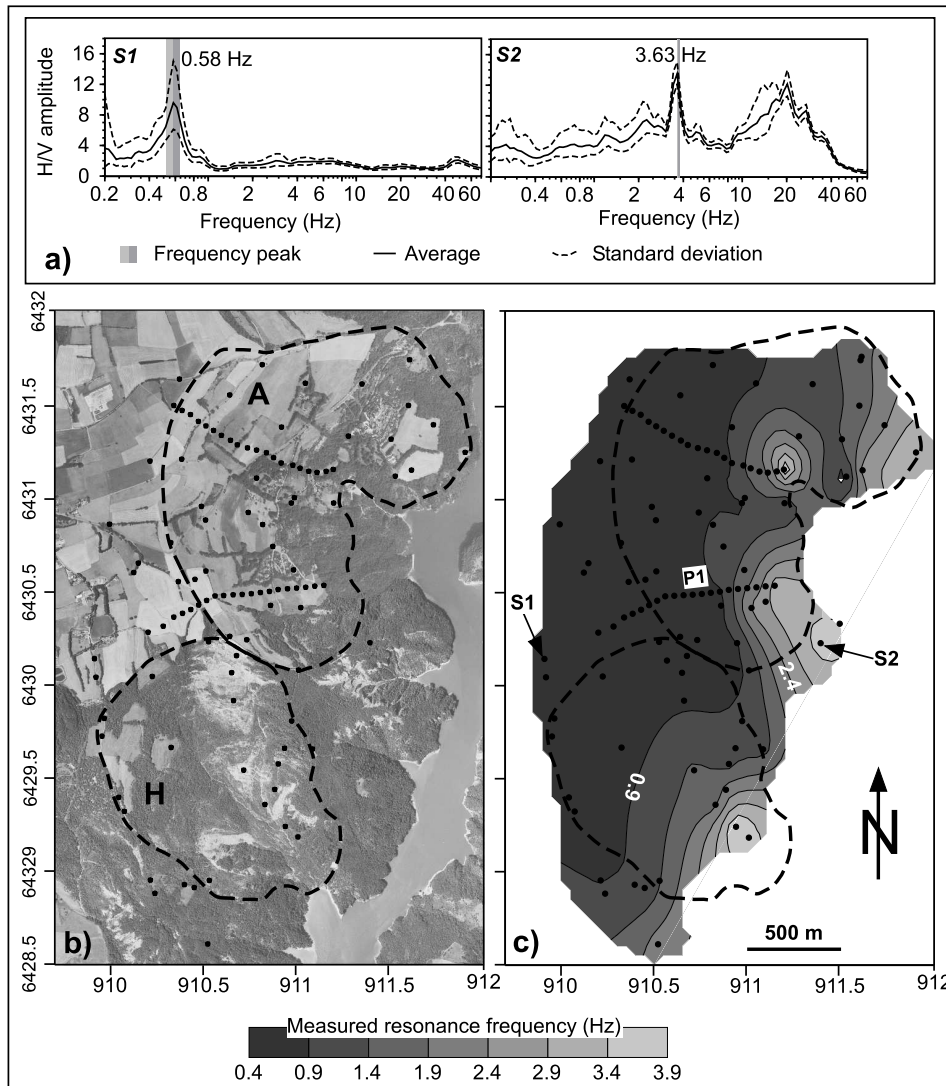 S1
0.58 Hz
H/V amplitude
16
12
8
4
0
0.2 0.4 0.8 2 4 10 20 40 60
Frequency (Hz)
S2
3.63 Hz
0.4 0.8 2 4 10 20 40 60
Frequency (Hz)
a)
Frequency peak
Average
Standard deviation
6432
6431.5
6431
6430.5
6430
6429.5
6329
6428.5
A
H
b)
910 910.5 911 911.5 912
P1
S1
S2
2.4
0.9
N
500 m
c)
910 910.5 911 911.5 912
Measured resonance frequency (Hz)
0.4 0.9 1.4 1.9 2.4 2.9 3.4 3.9